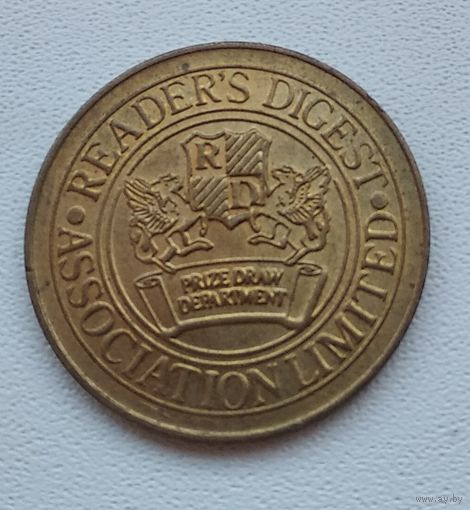 · READER'S DIGEST ·
ASSOCIATION LIMITED
R
D
PRIZE DRAW
DEPARTMENT
www.ay.by